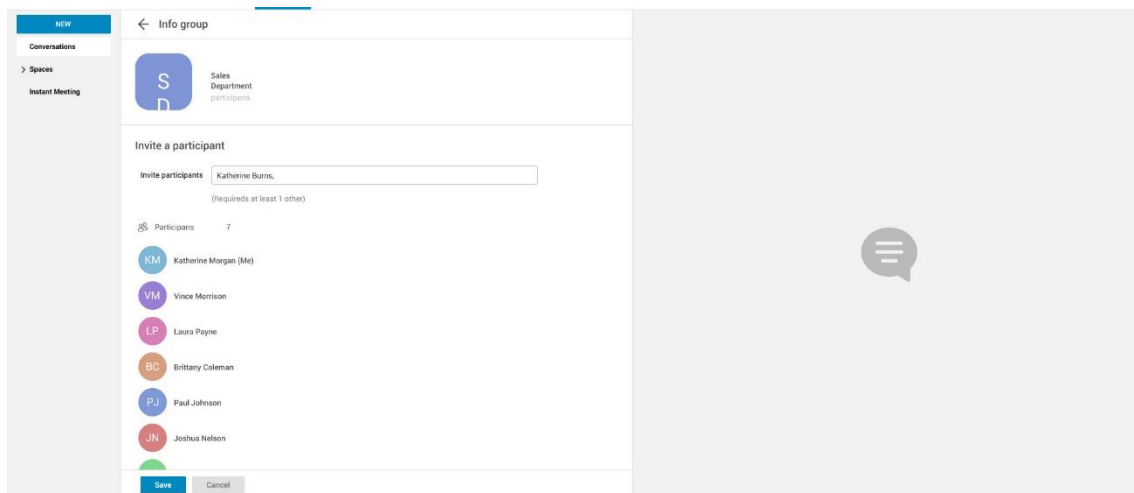 NEW
Conversations
Spaces
Instant Meeting
Info group
S
D
Sales
Department
participans
Invite a participant
Invite participants
Katherine Burns,
(Requireds at least 1 other)
Participans 7
KM Katherine Morgan (Me)
VM Vince Morrison
LP Laura Payne
BC Brittany Coleman
PJ Paul Johnson
JN Joshua Nelson
Save
Cancel